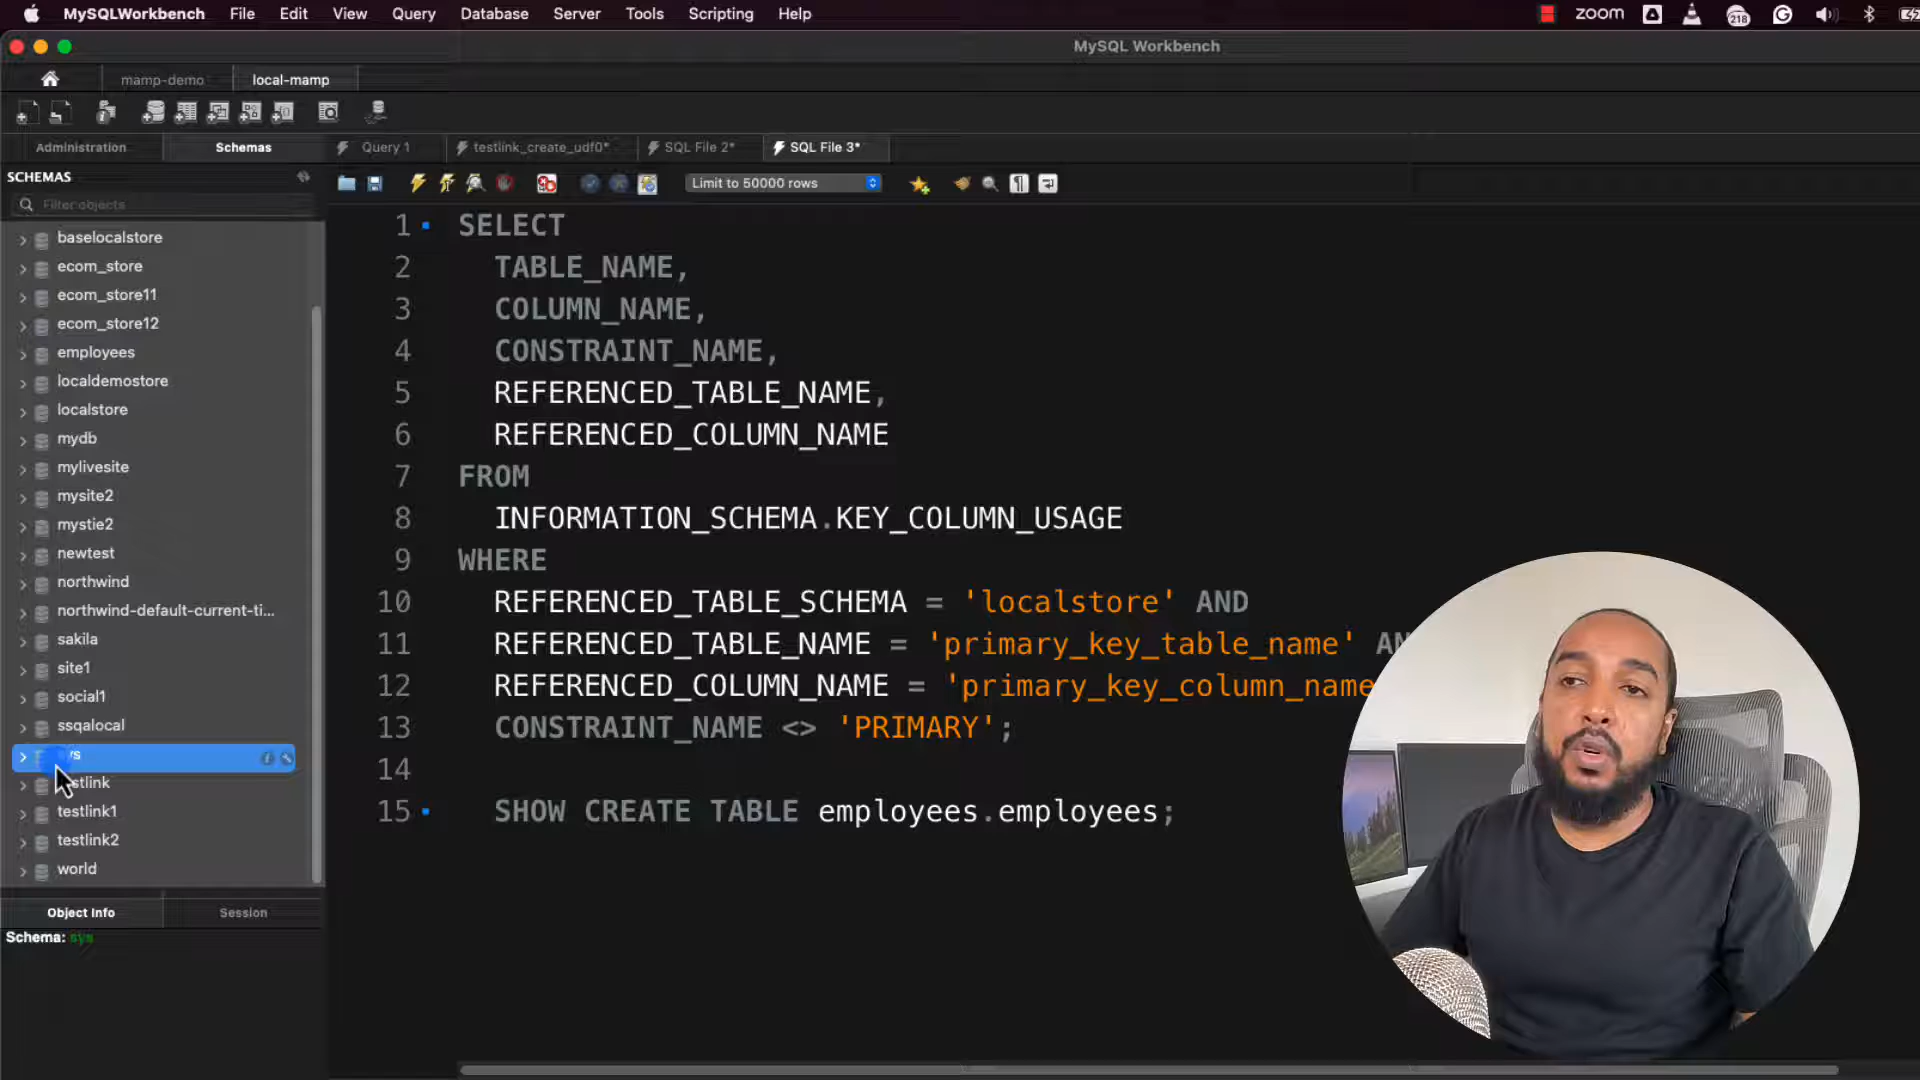 MySQLWorkbench File Edit View Query Database Server Tools Scripting Help zoom 218
MySQL Workbench
mamp-demo local-mamp
Administration Schemas Query 1 testlink_create_udf0* SQL File 2* SQL File 3*
SCHEMAS
Limit to 50000 rows
Filter objects
baselocalstore
ecom_store
ecom_store11
ecom_store12
employees
localdemostore
localstore
mydb
mylivesite
mysite2
mystie2
newtest
northwind
northwind-default-current-ti...
sakila
site1
social1
ssqalocal
testlink1
testlink2
world
Object Info Session
Schema: sys
1 SELECT
2 TABLE_NAME,
3 COLUMN_NAME,
4 CONSTRAINT_NAME,
5 REFERENCED_TABLE_NAME,
6 REFERENCED_COLUMN_NAME
7 FROM
8 INFORMATION_SCHEMA.KEY_COLUMN_USAGE
9 WHERE
10 REFERENCED_TABLE_SCHEMA = 'localstore' AND
11 REFERENCED_TABLE_NAME = 'primary_key_table_name'
12 REFERENCED_COLUMN_NAME = 'primary_key_column_name
13 CONSTRAINT_NAME <> 'PRIMARY';
14
15 SHOW CREATE TABLE employees.employees;